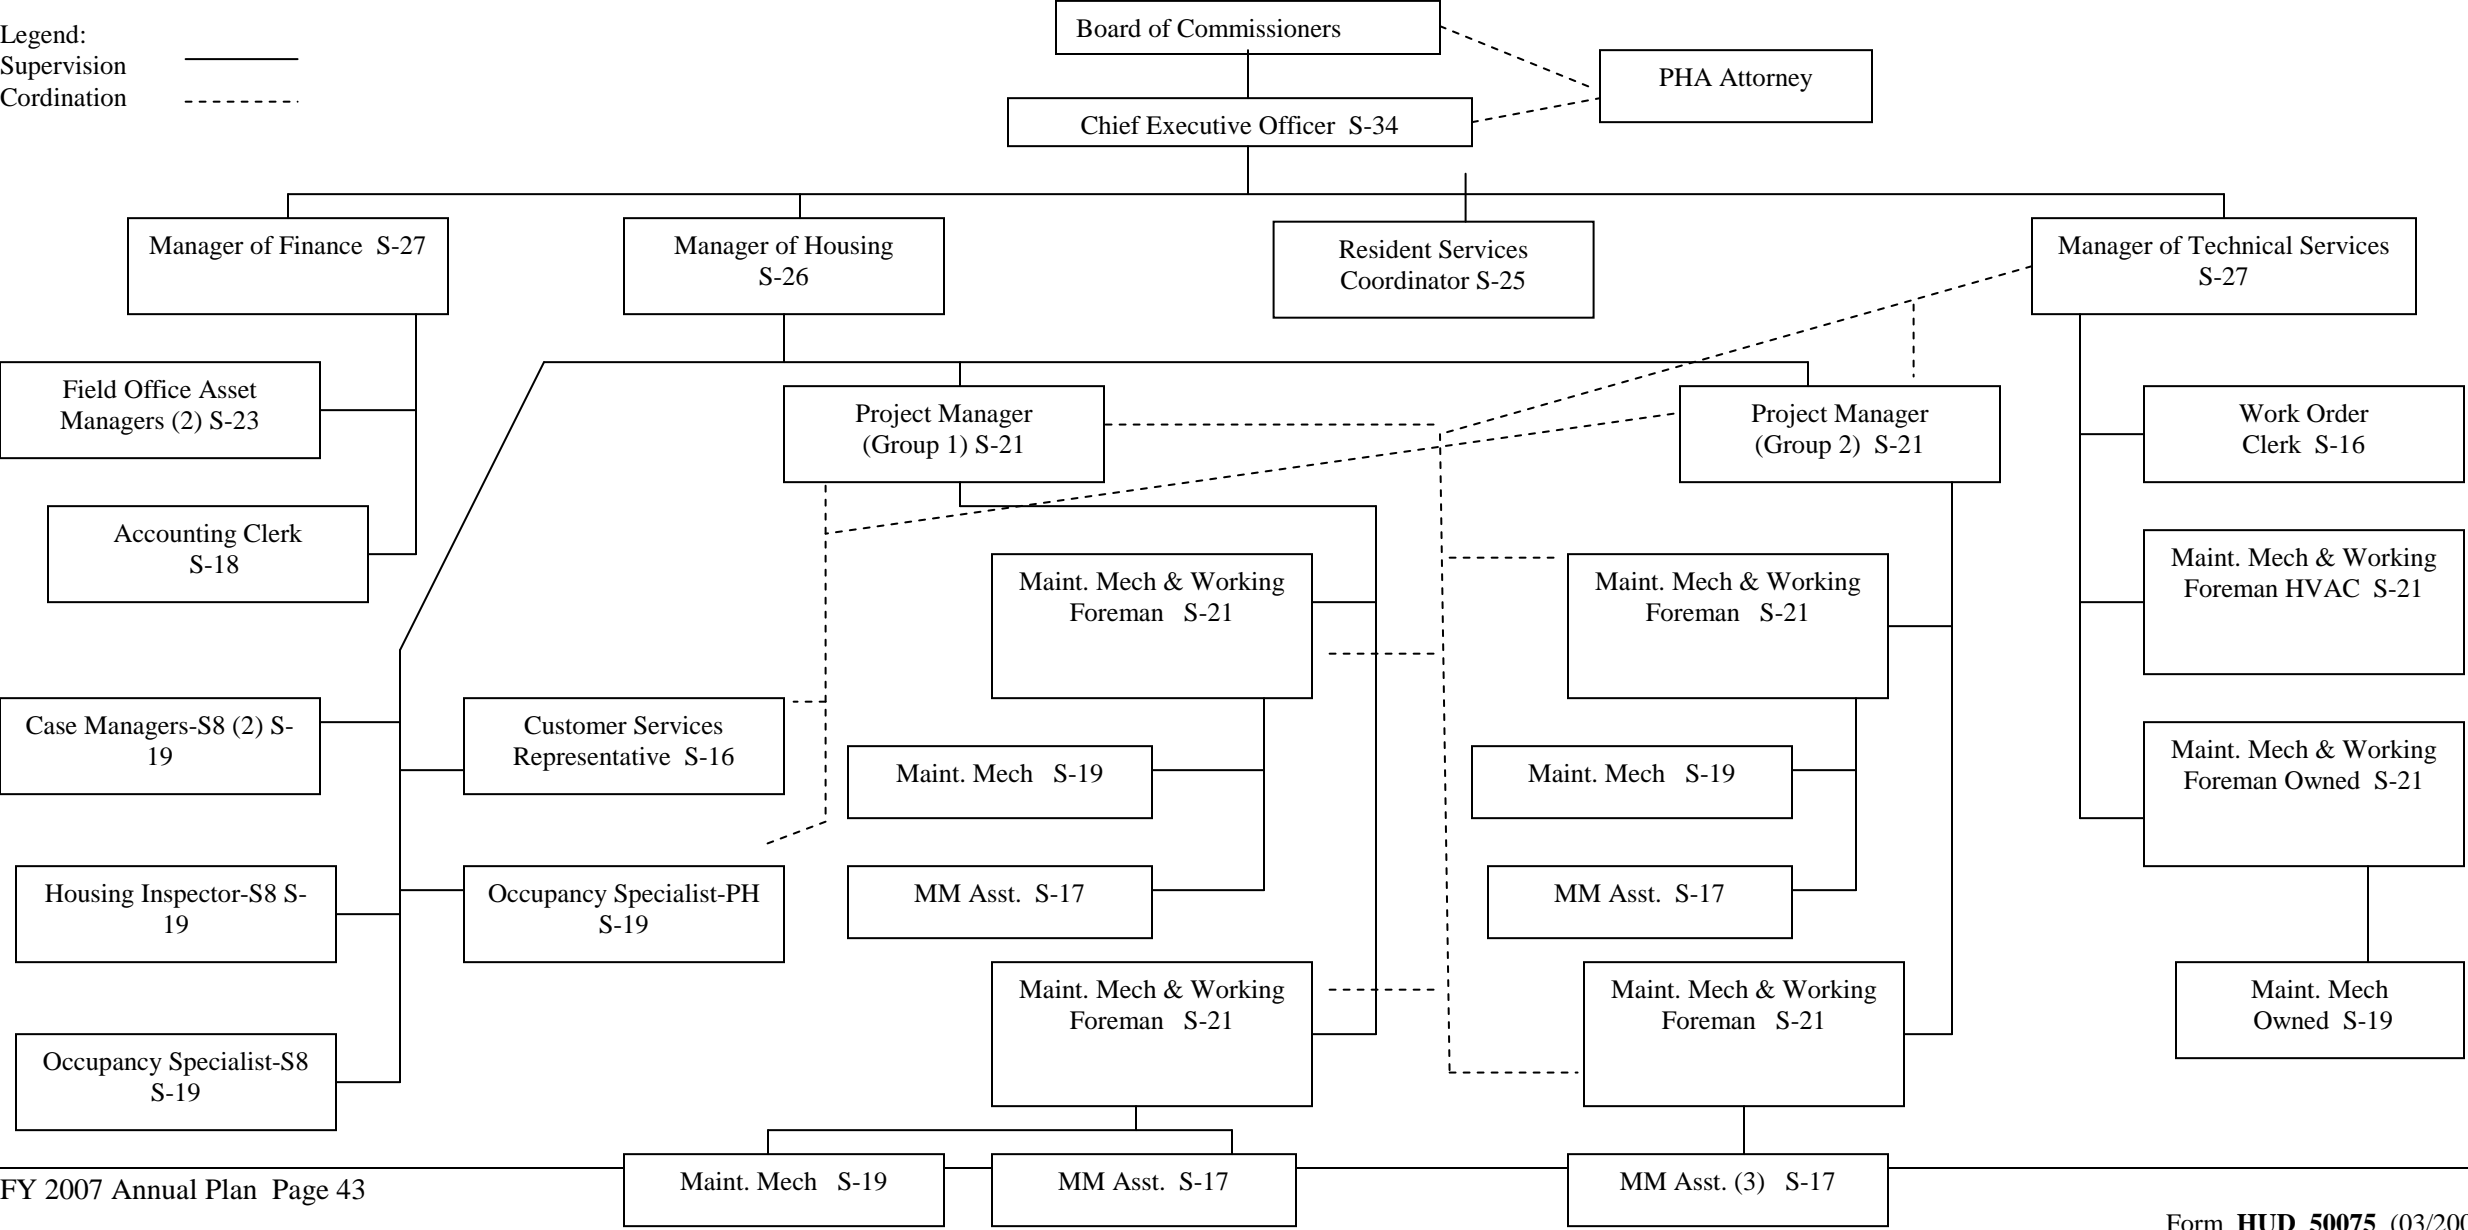 Legend:
Supervision
Cordination
Board of Commissioners
PHA Attorney
Chief Executive Officer S-34
Manager of Finance S-27
Manager of Housing
S-26
Resident Services
Coordinator S-25
Manager of Technical Services
S-27
Field Office Asset
Managers (2) S-23
Project Manager
(Group 1) S-21
Project Manager
(Group 2) S-21
Work Order
Clerk S-16
Accounting Clerk
S-18
Maint. Mech & Working
Foreman S-21
Maint. Mech & Working
Foreman S-21
Maint. Mech & Working
Foreman HVAC S-21
Case Managers-S8 (2) S-
19
Customer Services
Representative S-16
Maint. Mech S-19
Maint. Mech S-19
Maint. Mech & Working
Foreman Owned S-21
Housing Inspector-S8 S-
19
Occupancy Specialist-PH
S-19
MM Asst. S-17
MM Asst. S-17
Maint. Mech & Working
Foreman S-21
Maint. Mech & Working
Foreman S-21
Maint. Mech
Owned S-19
Occupancy Specialist-S8
S-19
Maint. Mech S-19
MM Asst. S-17
MM Asst. (3) S-17
FY 2007 Annual Plan Page 43
Form HUD 50075 (03/200